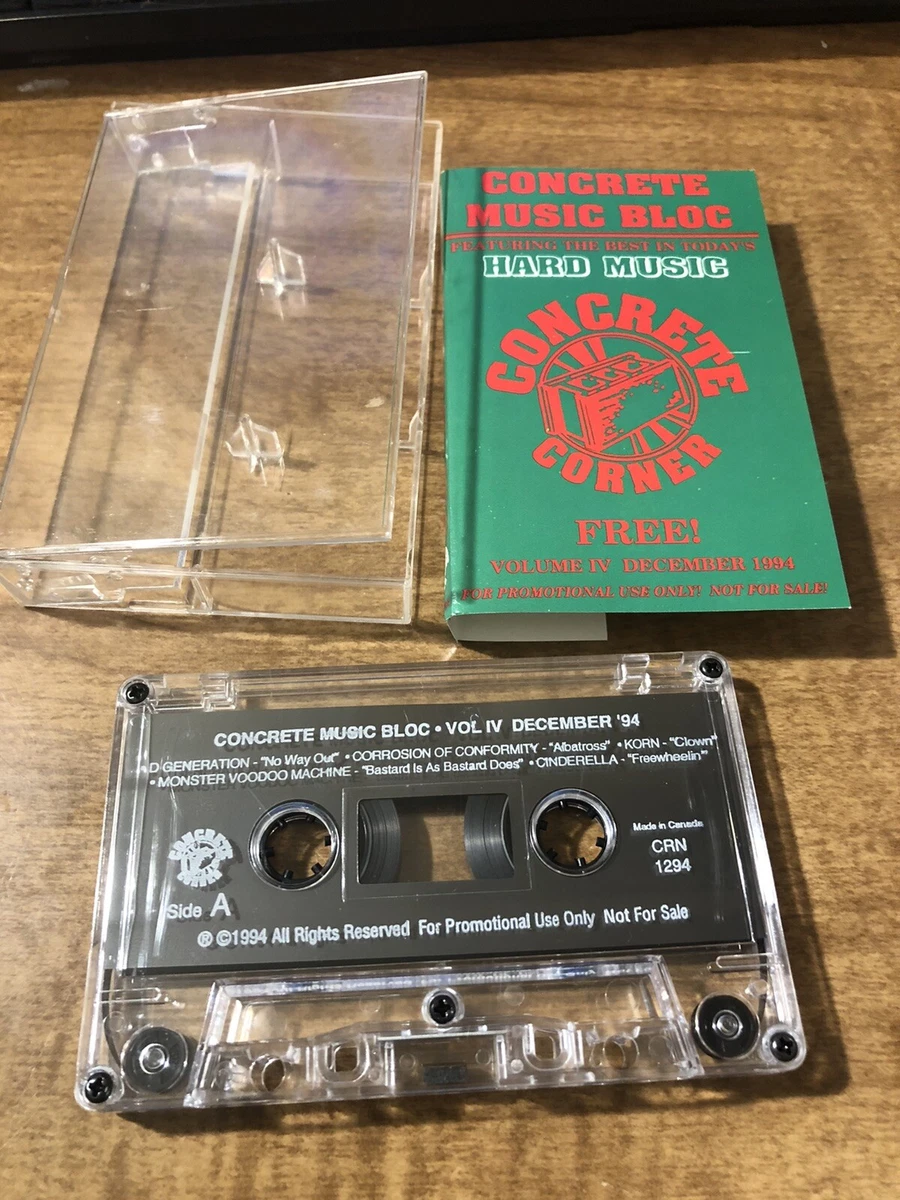 CONCRETE
MUSIC BLOC
FEATURING THE BEST IN TODAY'S
HARD MUSIC
CONCRETE
CORNER
FREE!
VOLUME IV DECEMBER 1994
FOR PROMOTIONAL USE ONLY! NOT FOR SALE!
CONCRETE MUSIC BLOC • VOL IV DECEMBER '94
D GENERATION - "No Way Out" • CORROSION OF CONFORMITY - "Albatross" • KORN - "Clown"
• MONSTER VOODOO MACHINE - "Bastard Is As Bastard Does" • CINDERELLA - "Freewheelin"
Made in Canada
CRN
1294
CONCRETE
CORNER
Side A
℗ ©1994 All Rights Reserved For Promotional Use Only Not For Sale